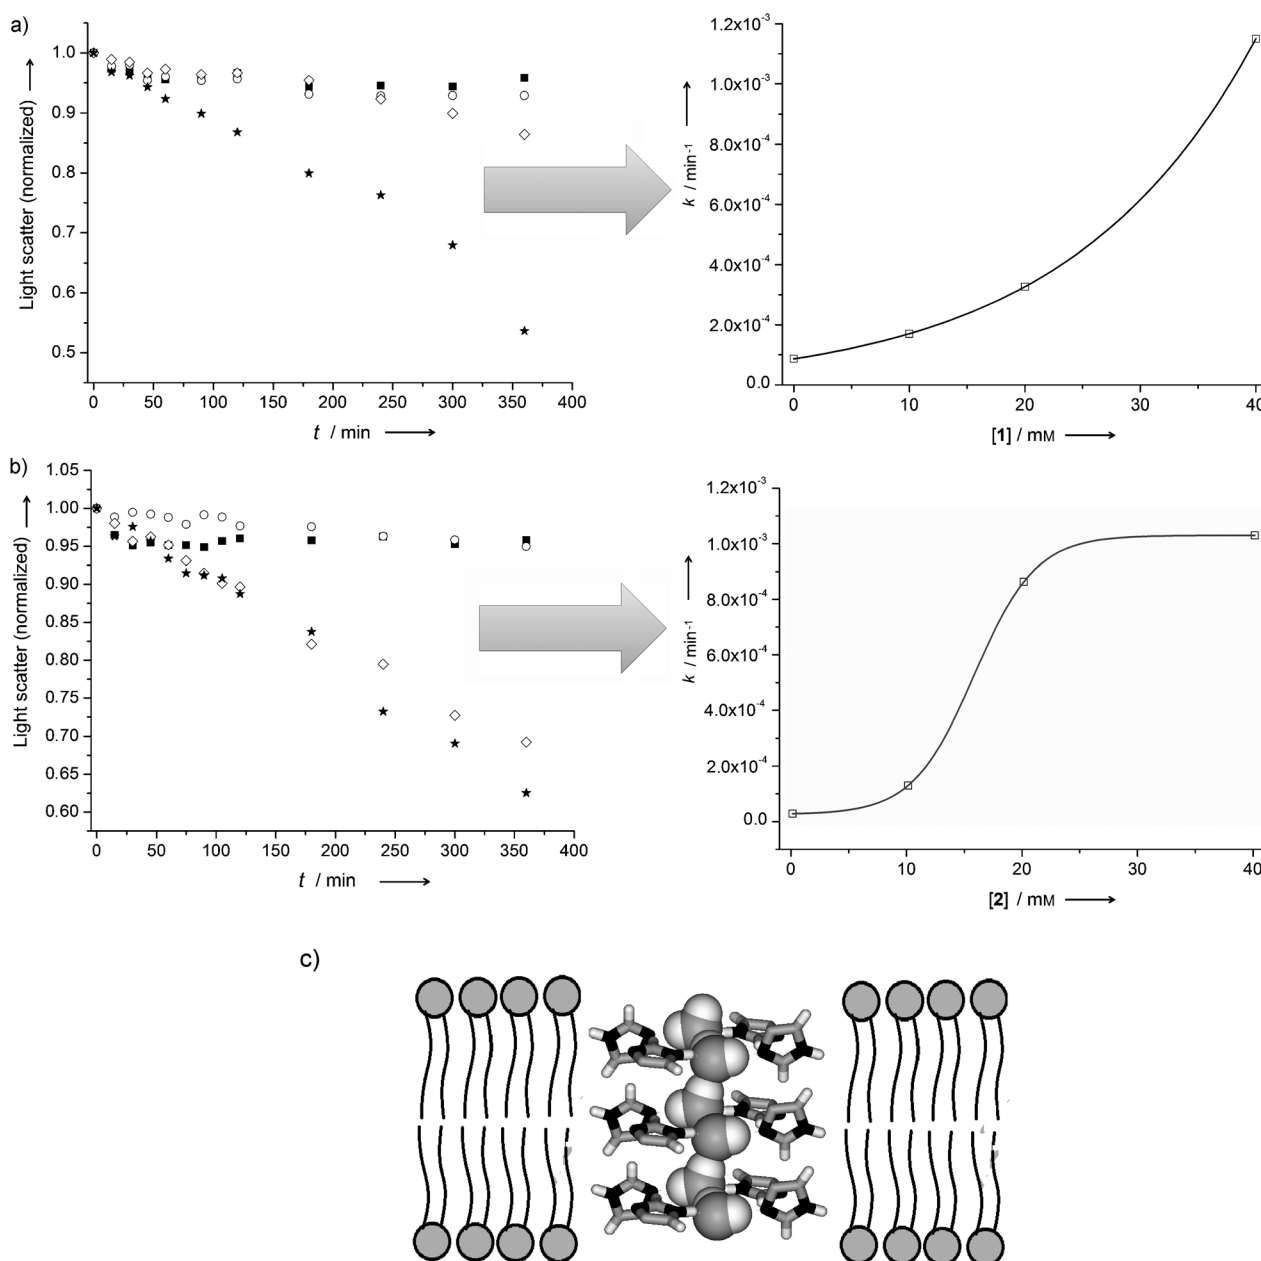 a)
Light scatter (normalized)
1.0
0.9
0.8
0.7
0.6
0.5
0 50 100 150 200 250 300 350 400
t / min
k / min⁻¹
1.2x10⁻³
1.0x10⁻³
8.0x10⁻⁴
6.0x10⁻⁴
4.0x10⁻⁴
2.0x10⁻⁴
0.0
0 10 20 30 40
[1] / mM
b)
Light scatter (normalized)
1.05
1.00
0.95
0.90
0.85
0.80
0.75
0.70
0.65
0.60
0 50 100 150 200 250 300 350 400
t / min
k / min⁻¹
1.2x10⁻³
1.0x10⁻³
8.0x10⁻⁴
6.0x10⁻⁴
4.0x10⁻⁴
2.0x10⁻⁴
0.0
0 10 20 30 40
[2] / mM
c)